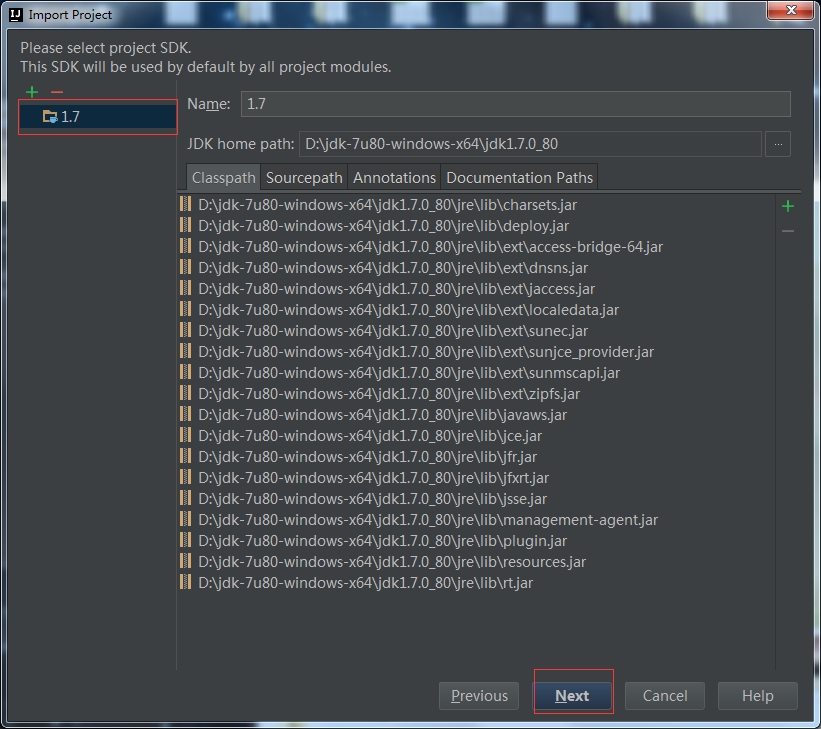 IJ Import Project
Please select project SDK.
This SDK will be used by default by all project modules.
1.7
Name: 1.7
JDK home path: D:\jdk-7u80-windows-x64\jdk1.7.0_80 ...
Classpath Sourcepath Annotations Documentation Paths
D:\jdk-7u80-windows-x64\jdk1.7.0_80\jre\lib\charsets.jar
D:\jdk-7u80-windows-x64\jdk1.7.0_80\jre\lib\deploy.jar
D:\jdk-7u80-windows-x64\jdk1.7.0_80\jre\lib\ext\access-bridge-64.jar
D:\jdk-7u80-windows-x64\jdk1.7.0_80\jre\lib\ext\dnsns.jar
D:\jdk-7u80-windows-x64\jdk1.7.0_80\jre\lib\ext\jaccess.jar
D:\jdk-7u80-windows-x64\jdk1.7.0_80\jre\lib\ext\localedata.jar
D:\jdk-7u80-windows-x64\jdk1.7.0_80\jre\lib\ext\sunec.jar
D:\jdk-7u80-windows-x64\jdk1.7.0_80\jre\lib\ext\sunjce_provider.jar
D:\jdk-7u80-windows-x64\jdk1.7.0_80\jre\lib\ext\sunmscapi.jar
D:\jdk-7u80-windows-x64\jdk1.7.0_80\jre\lib\ext\zipfs.jar
D:\jdk-7u80-windows-x64\jdk1.7.0_80\jre\lib\javaws.jar
D:\jdk-7u80-windows-x64\jdk1.7.0_80\jre\lib\jce.jar
D:\jdk-7u80-windows-x64\jdk1.7.0_80\jre\lib\jfr.jar
D:\jdk-7u80-windows-x64\jdk1.7.0_80\jre\lib\jfxrt.jar
D:\jdk-7u80-windows-x64\jdk1.7.0_80\jre\lib\jsse.jar
D:\jdk-7u80-windows-x64\jdk1.7.0_80\jre\lib\management-agent.jar
D:\jdk-7u80-windows-x64\jdk1.7.0_80\jre\lib\plugin.jar
D:\jdk-7u80-windows-x64\jdk1.7.0_80\jre\lib\resources.jar
D:\jdk-7u80-windows-x64\jdk1.7.0_80\jre\lib\rt.jar
Previous Next Cancel Help